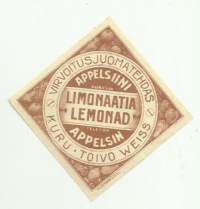 VIRVOITUSJUOMATEHDAS
APPELSIINI
LIMONAATIA
LEMONAD
APPELSIN
KURU · TOIVO WEISS